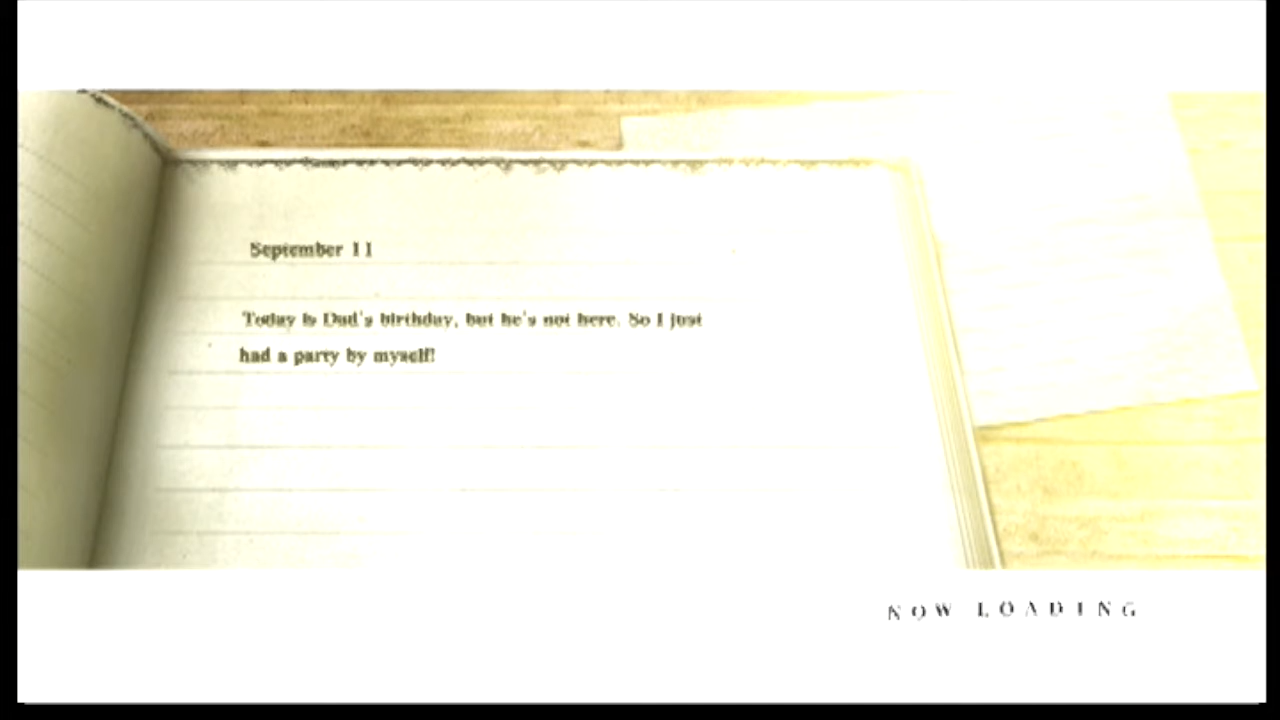 September 11
Today is Dad's birthday, but he's not here. So I just
had a party by myself!
NOW LOADING